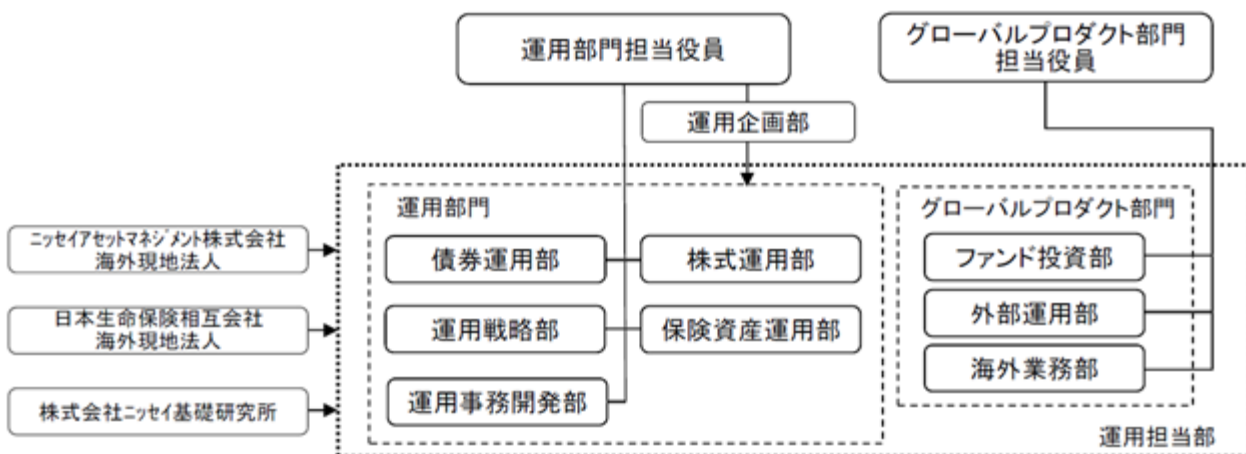 運用部門担当役員
グローバルプロダクト部門
担当役員
運用企画部
運用部門
グローバルプロダクト部門
ニッセイアセットマネジメント株式会社
海外現地法人
債券運用部
株式運用部
ファンド投資部
日本生命保険相互会社
海外現地法人
運用戦略部
保険資産運用部
外部運用部
海外業務部
株式会社ニッセイ基礎研究所
運用事務開発部
運用担当部